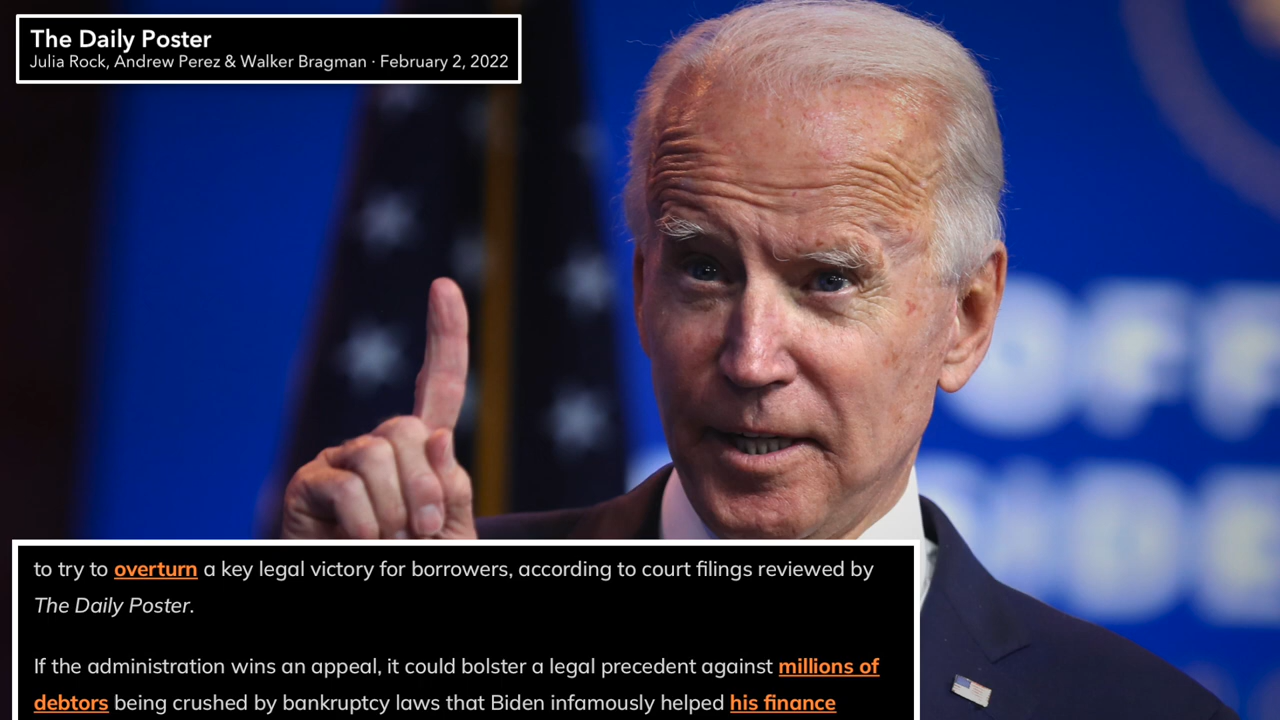 The Daily Poster
Julia Rock, Andrew Perez & Walker Bragman · February 2, 2022
to try to overturn a key legal victory for borrowers, according to court filings reviewed by
The Daily Poster.
If the administration wins an appeal, it could bolster a legal precedent against millions of
debtors being crushed by bankruptcy laws that Biden infamously helped his finance